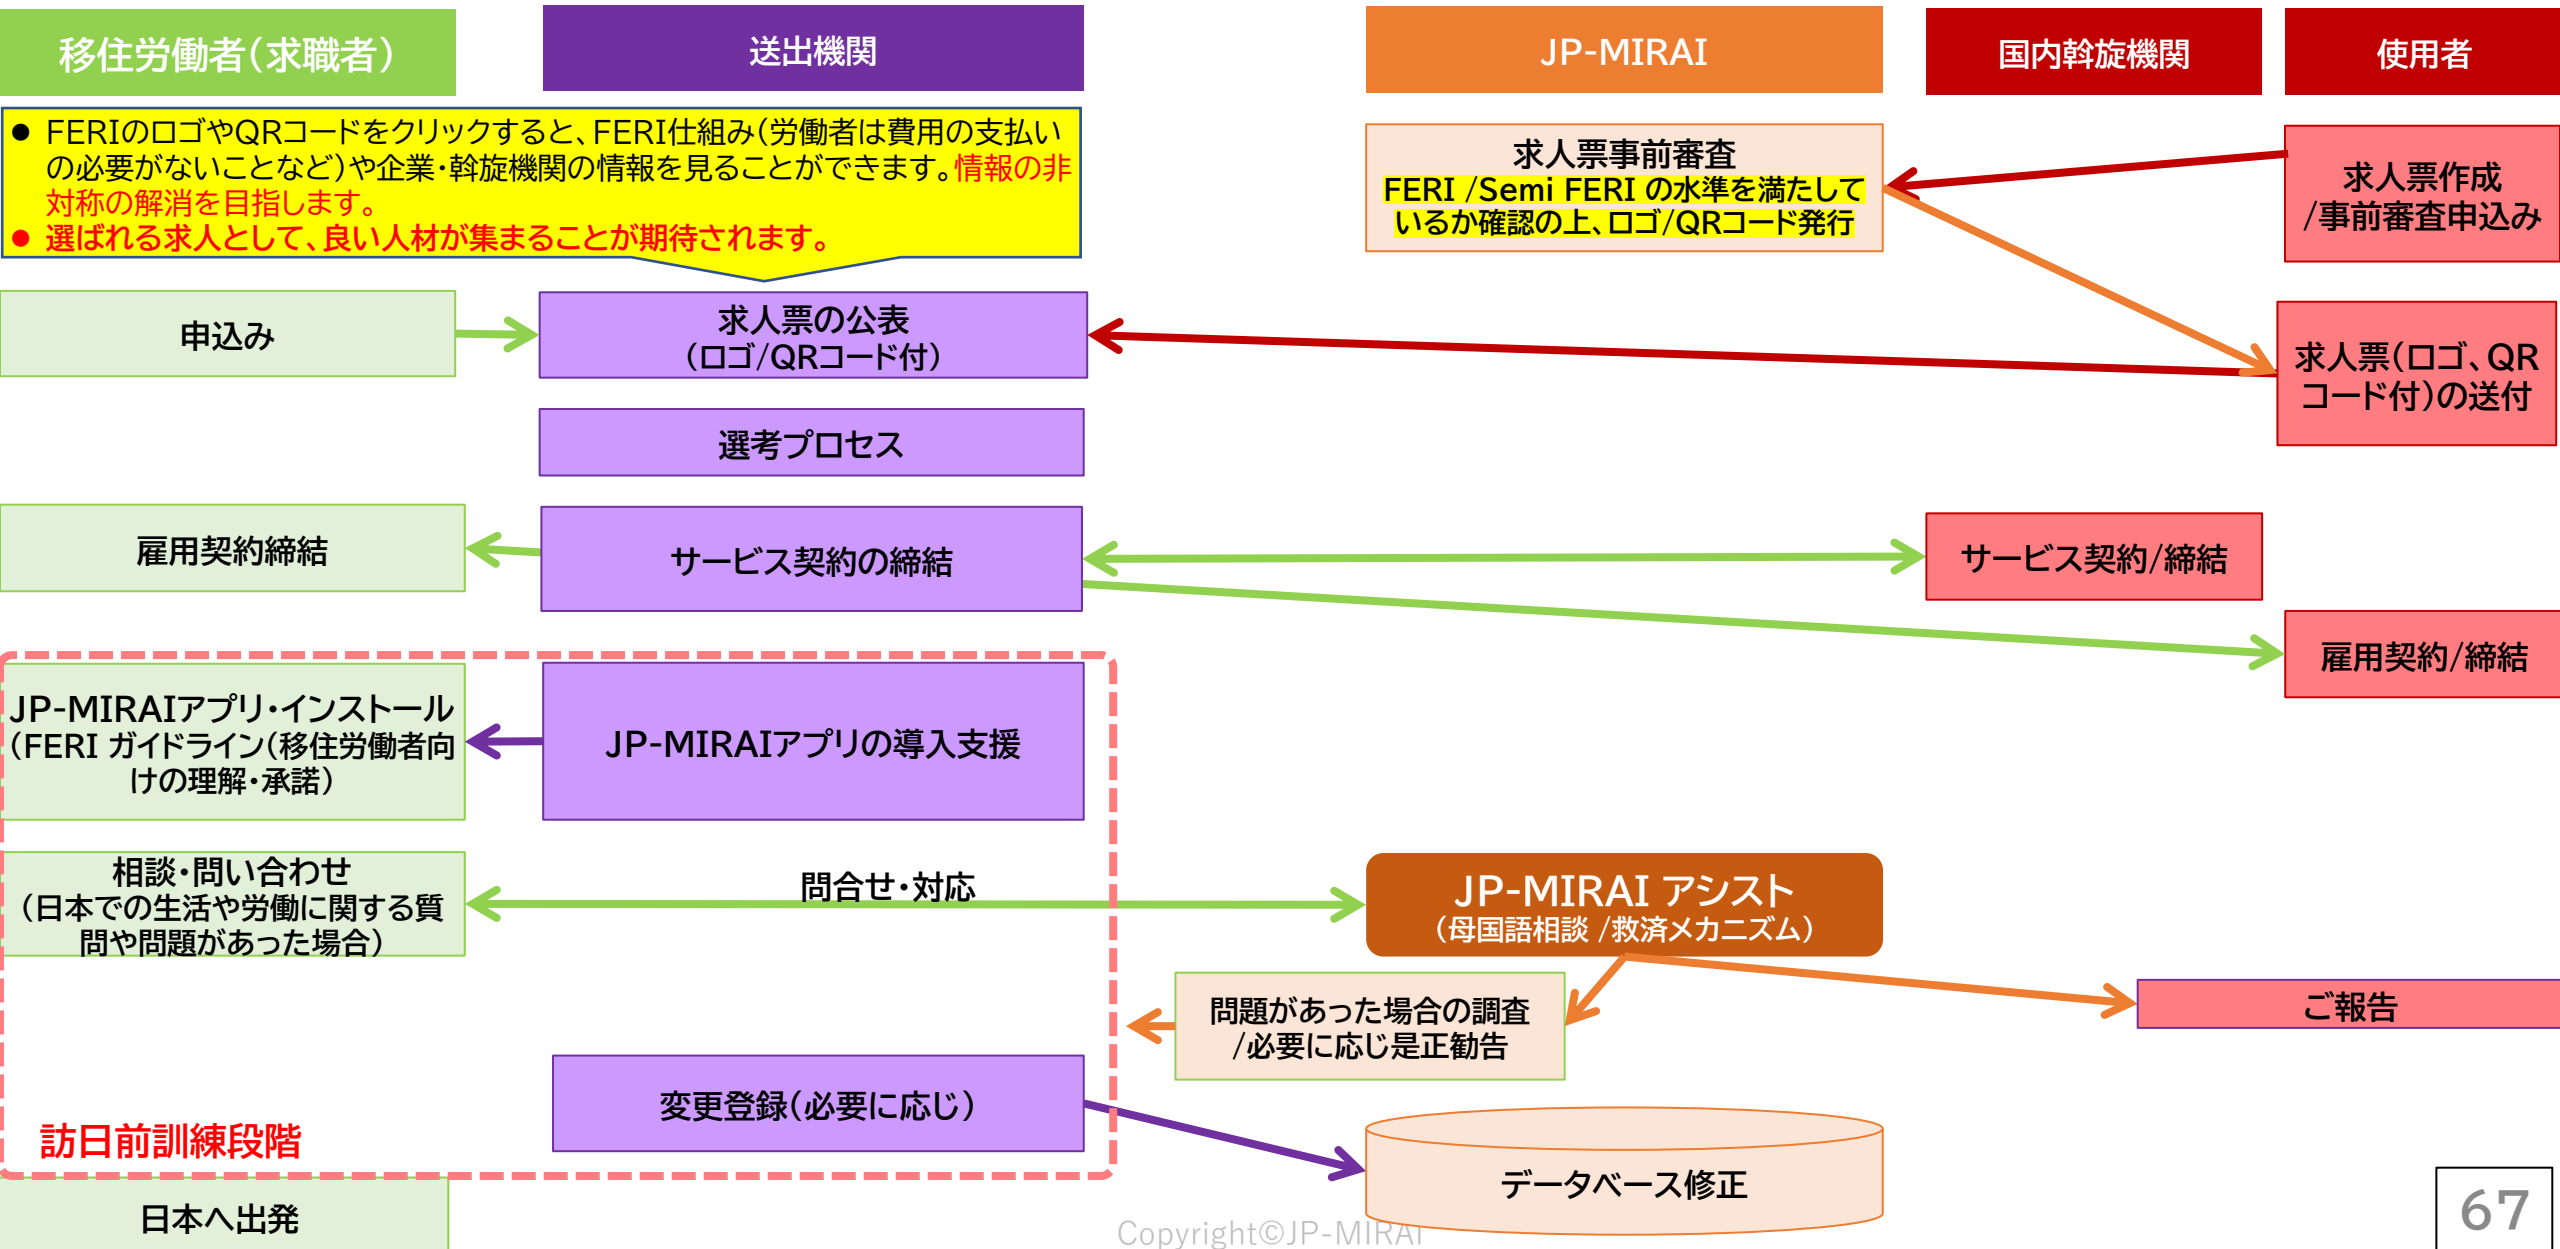 移住労働者(求職者)
送出機関
JP-MIRAI
国内斡旋機関
使用者
● FERIのロゴやQRコードをクリックすると、FERI仕組み(労働者は費用の支払い
の必要がないことなど)や企業・斡旋機関の情報を見ることができます。情報の非
対称の解消を目指します。
● 選ばれる求人として、良い人材が集まることが期待されます。
求人票事前審査
FERI /Semi FERI の水準を満たして
いるか確認の上、ロゴ/QRコード発行
求人票作成
/事前審査申込み
申込み
求人票の公表
(ロゴ/QRコード付)
求人票(ロゴ、QR
コード付)の送付
選考プロセス
雇用契約締結
サービス契約の締結
サービス契約/締結
雇用契約/締結
JP-MIRAIアプリ・インストール
(FERI ガイドライン(移住労働者向
けの理解・承諾)
JP-MIRAIアプリの導入支援
相談・問い合わせ
(日本での生活や労働に関する質
問や問題があった場合)
問合せ・対応
JP-MIRAI アシスト
(母国語相談 /救済メカニズム)
問題があった場合の調査
/必要に応じ是正勧告
ご報告
変更登録(必要に応じ)
訪日前訓練段階
データベース修正
日本へ出発
Copyright©JP-MIRAI
67